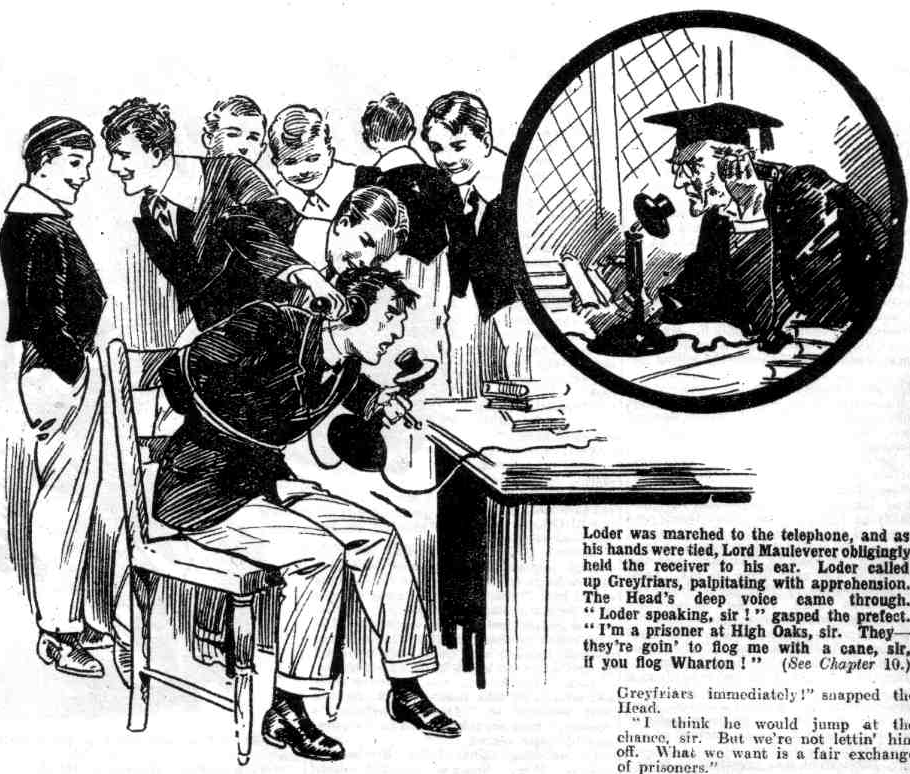 Loder was marched to the telephone, and as
his hands were tied, Lord Mauleverer obligingly
held the receiver to his ear. Loder called
up Greyfriars, palpitating with apprehension.
The Head's deep voice came through.
"Loder speaking, sir!" gasped the prefect.
"I'm a prisoner at High Oaks, sir. They—
they're goin' to flog me with a cane, sir,
if you flog Wharton!" (See Chapter 10.)
Greyfriars immediately!" snapped the
Head.
"I think he would jump at the
chance, sir. But we're not lettin' him
off. What we want is a fair exchange
of prisoners."